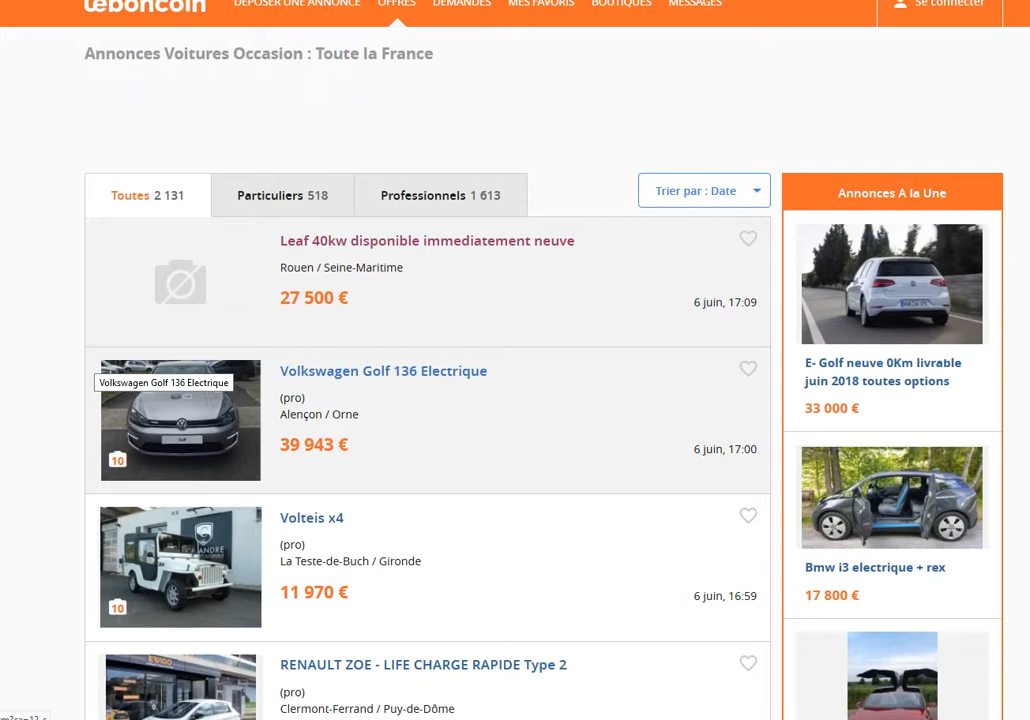 leboncoin
DÉPOSER UNE ANNONCE
OFFRES
DEMANDES
MES FAVORIS
BOUTIQUES
MESSAGES
Se connecter
Annonces Voitures Occasion : Toute la France
Toutes 2 131
Particuliers 518
Professionnels 1 613
Trier par : Date
Leaf 40kw disponible immediatement neuve
Rouen / Seine-Maritime
27 500 €
6 juin, 17:09
Volkswagen Golf 136 Electrique
Volkswagen Golf 136 Electrique
(pro)
Alençon / Orne
39 943 €
6 juin, 17:00
10
Volteis x4
(pro)
La Teste-de-Buch / Gironde
11 970 €
6 juin, 16:59
10
RENAULT ZOE - LIFE CHARGE RAPIDE Type 2
(pro)
Clermont-Ferrand / Puy-de-Dôme
EWIGO
Annonces A la Une
E- Golf neuve 0Km livrable
juin 2018 toutes options
33 000 €
Bmw i3 electrique + rex
17 800 €